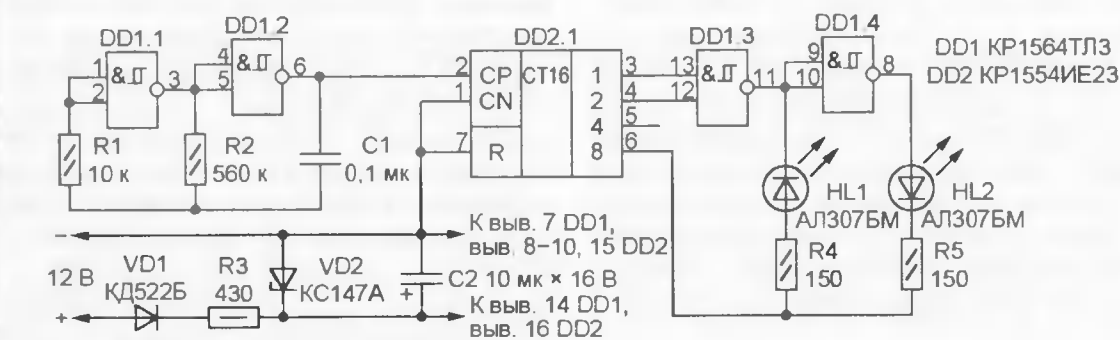 DD1.1
DD1.2
DD2.1
DD1.3
DD1.4
DD1 КР1564ТЛ3
DD2 КР1554ИЕ23
1
2
&
3
4
5
&
6
2
1
7
CP
CN
R
CT16
1
2
4
8
3
4
5
6
13
12
&
11
9
10
&
8
R1
10 к
R2
560 к
C1
0,1 мк
HL1
АЛ307БМ
HL2
АЛ307БМ
R4
150
R5
150
–
К выв. 7 DD1,
выв, 8–10, 15 DD2
12 В
VD1
КД522Б
R3
430
VD2
КС147А
+
C2 10 мк × 16 В
+
К выв. 14 DD1,
выв. 16 DD2